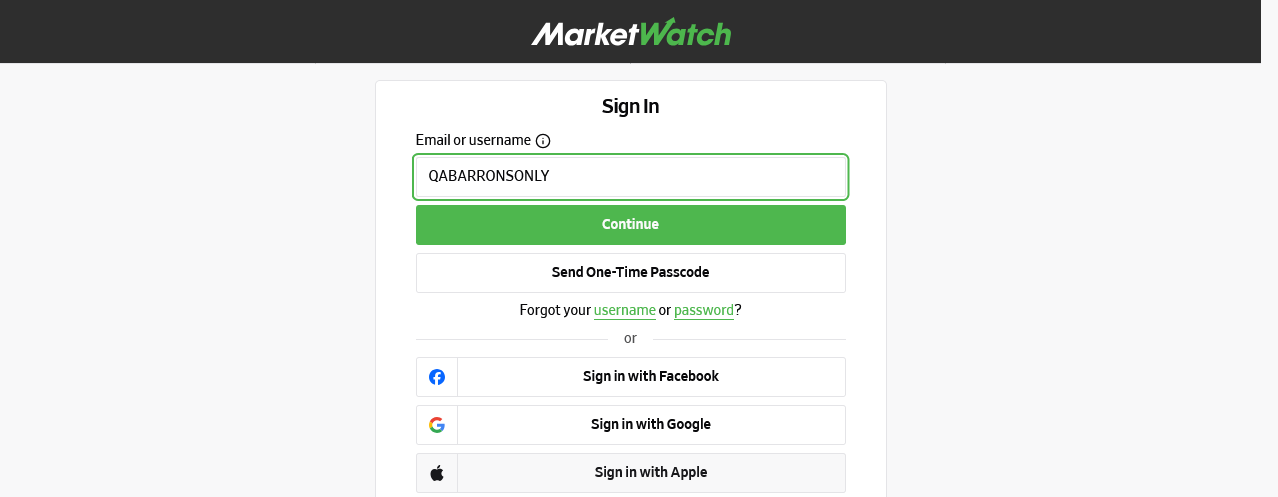 MarketWatch
Sign In
Email or username
QABARRONSONLY
Continue
Send One-Time Passcode
Forgot your username or password?
or
Sign in with Facebook
Sign in with Google
Sign in with Apple